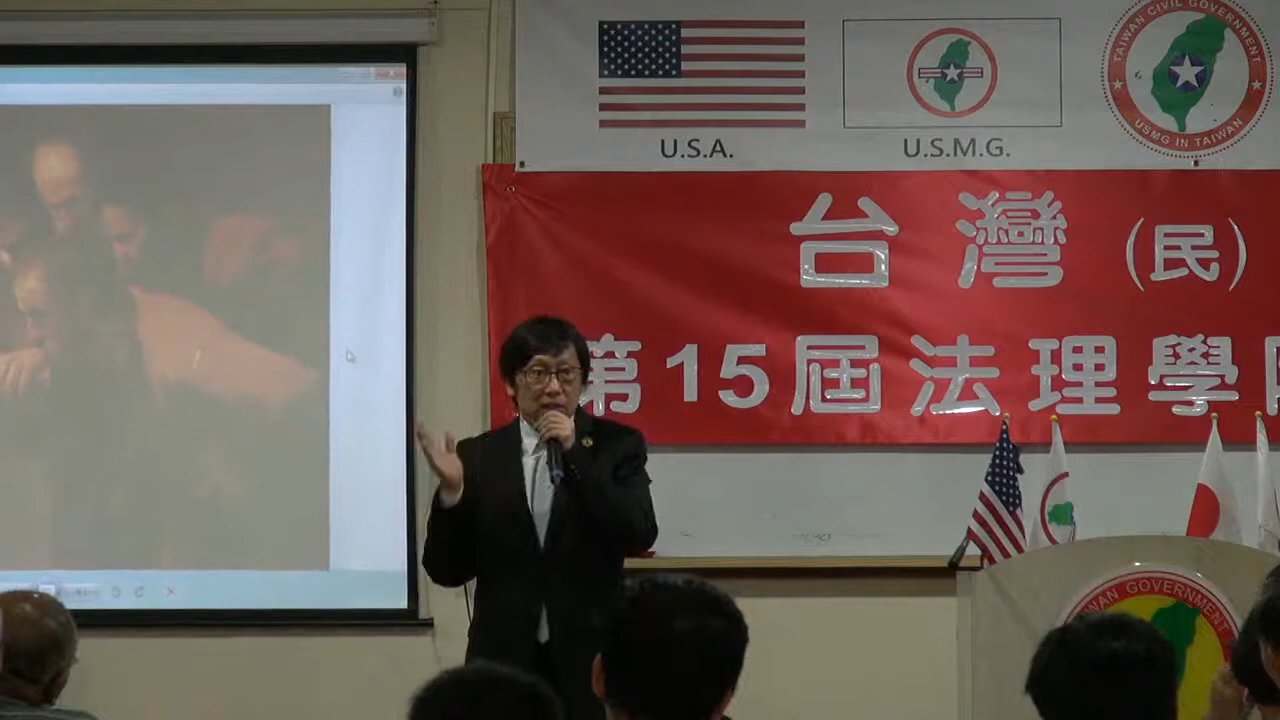 U.S.A.
U.S.M.G.
TAIWAN CIVIL GOVERNMENT
USMG IN TAIWAN
台灣(民)
第15屆法理學
TAIWAN GOVERNMENT